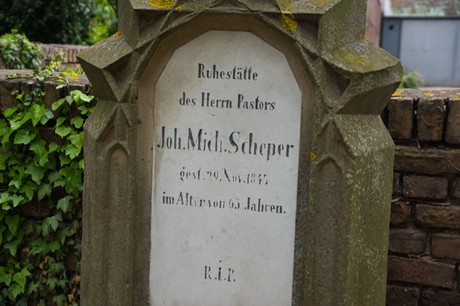 Ruhestätte
des Herrn Pastors
Joh. Mich. Scheper
gest. 29. Nov. 1847
im Alter von 65 Jahren.
R.I.P.